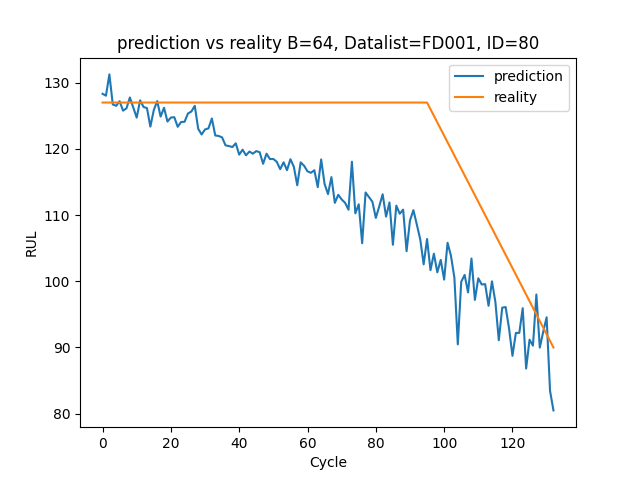 prediction vs reality B=64, Datalist=FD001, ID=80
prediction
reality
RUL
130
120
110
100
90
80
0 20 40 60 80 100 120
Cycle